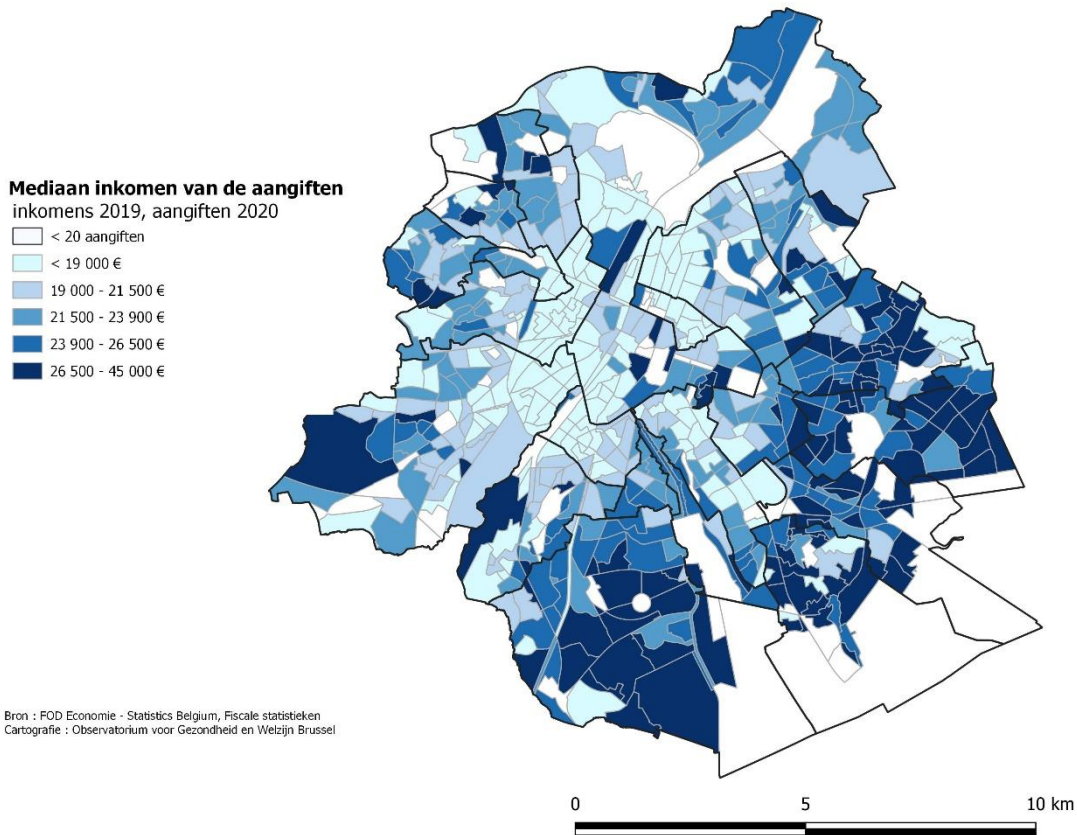 Mediaan inkomen van de aangiften
inkomens 2019, aangiften 2020
< 20 aangiften
< 19 000 €
19 000 - 21 500 €
21 500 - 23 900 €
23 900 - 26 500 €
26 500 - 45 000 €
Bron : FOD Economie - Statistics Belgium, Fiscale statistieken
Cartografie : Observatorium voor Gezondheid en Welzijn Brussel
0 5 10 km